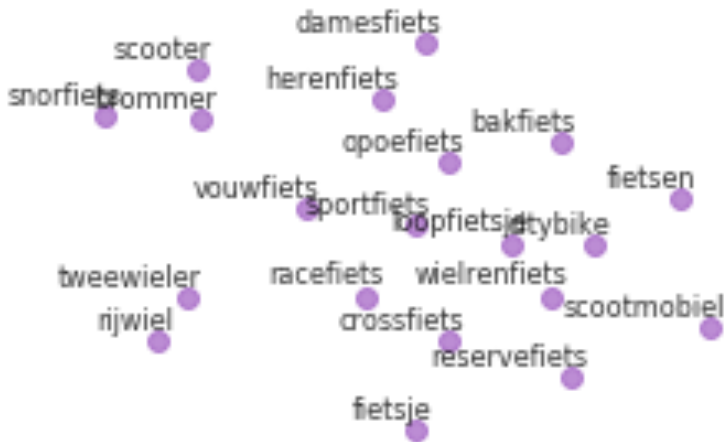 damesfiets
scooter
herenfiets
snorfiets
brommer
bakfiets
opoefiets
fietsen
vouwfiets
sportfiets
loopfietsje
citybike
tweewieler
racefiets
wielrenfiets
scootmobiel
rijwiel
crossfiets
reservefiets
fietsje